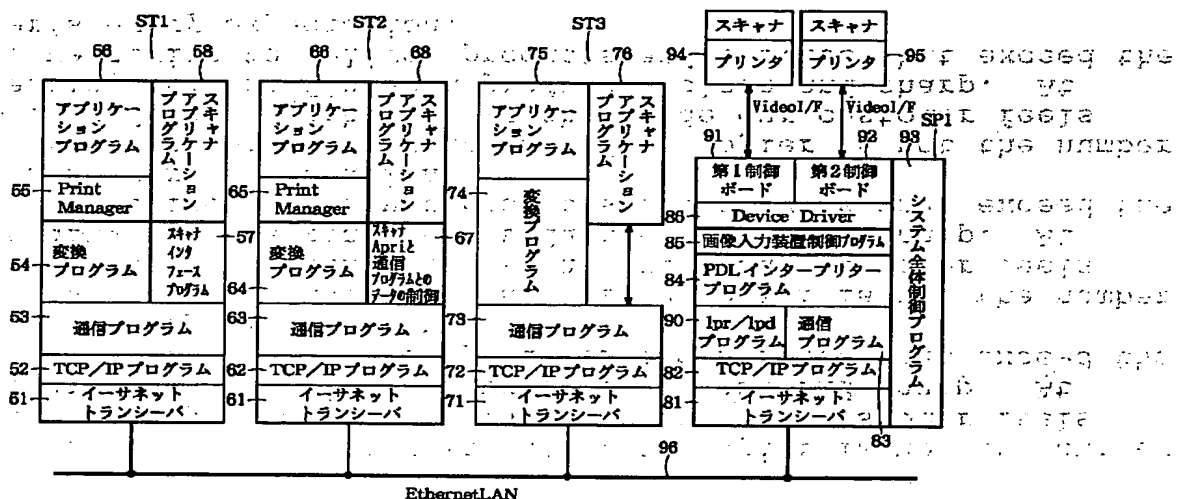 ST1
56
58
アプリケーション
プログラム
スキャナ
アプリケーション
プログラム
55
Print
Manager
57
54
変換
プログラム
スキャナ
インタ
フェース
プログラム
53
通信プログラム
52
TCP/IPプログラム
51
イーサネット
トランシーバ
ST2
66
68
アプリケーション
プログラム
スキャナ
アプリケーション
プログラム
65
Print
Manager
67
64
変換
プログラム
スキャナ
Apriと
通信
プログラムとの
データの制御
63
通信プログラム
62
TCP/IPプログラム
61
イーサネット
トランシーバ
ST3
75
76
アプリケーション
プログラム
スキャナ
アプリケーション
プログラム
74
変換プログラム
73
通信プログラム
72
TCP/IPプログラム
71
イーサネット
トランシーバ
スキャナ
プリンタ
94
スキャナ
プリンタ
95
VideoI/F
VideoI/F
SP1
91
92
93
第1制御
ボード
第2制御
ボード
システム全体制御プログラム
86
Device Driver
85
画像入力装置制御プログラム
84
PDLインタープリター
プログラム
90
lpr/lpd
プログラム
通信
プログラム
82
TCP/IPプログラム
81
イーサネット
トランシーバ
83
96
EthernetLAN